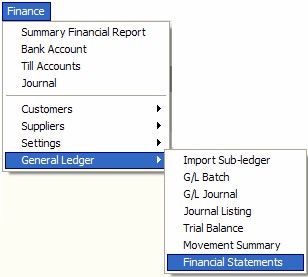 Finance
Summary Financial Report
Bank Account
Till Accounts
Journal
Customers
Suppliers
Settings
General Ledger
Import Sub-ledger
G/L Batch
G/L Journal
Journal Listing
Trial Balance
Movement Summary
Financial Statements